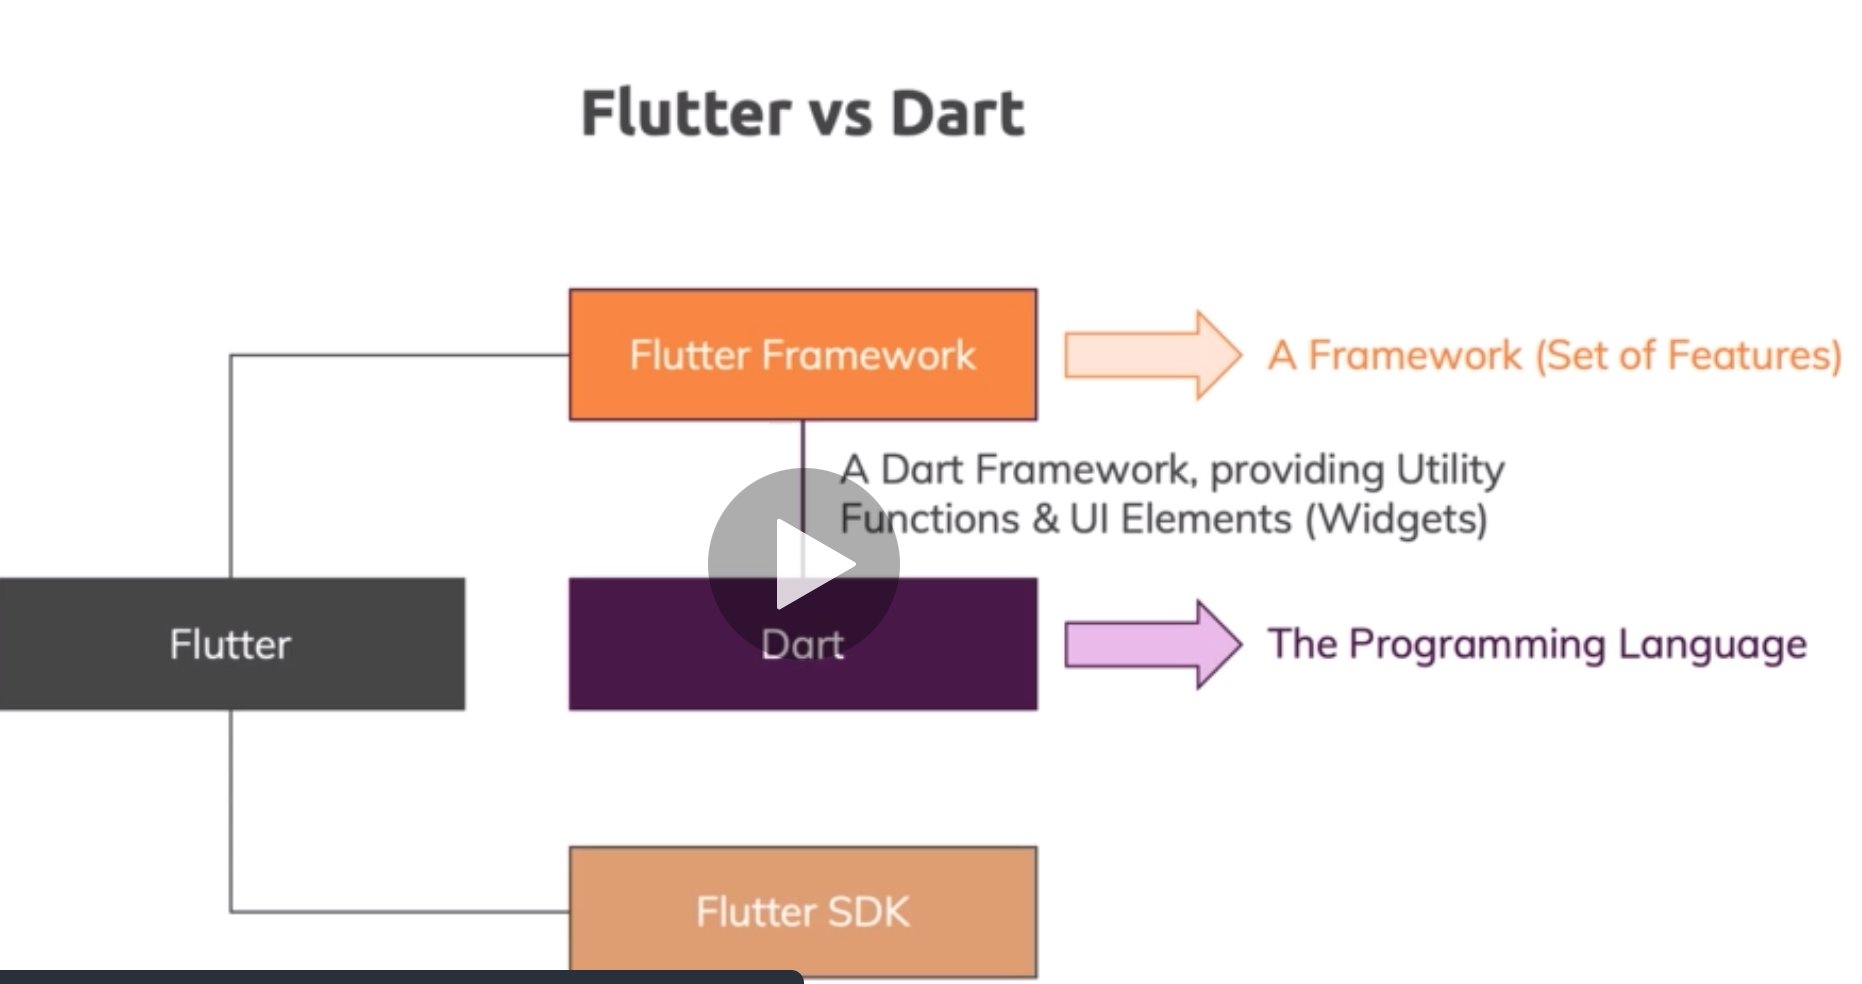 Flutter vs Dart
Flutter Framework
A Framework (Set of Features)
A Dart Framework, providing Utility
Functions & UI Elements (Widgets)
Flutter
Dart
The Programming Language
Flutter SDK